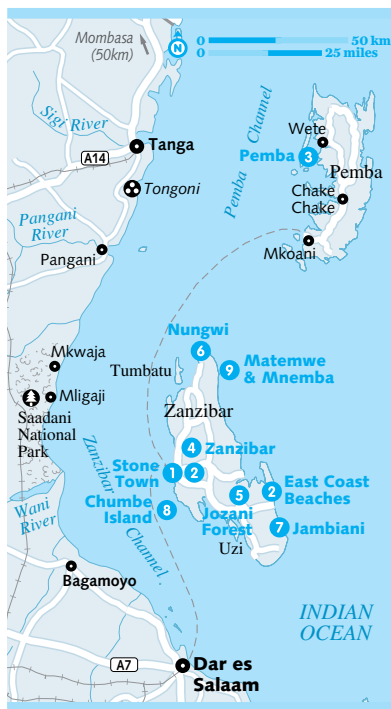 Mombasa
(50km)
N
0 50 km
0 25 miles
Sigi River
Tanga
A14
Tongoni
Pemba Channel
Wete
Pemba 3
Pemba
Chake
Chake
Mkoani
Pangani
River
Pangani
Nungwi
6
9 Matemwe
& Mnemba
Mkwaja
Tumbatu
Mligaji
Saadani
National
Park
Zanzibar
4 Zanzibar
Zanzibar Channel
Stone
Town
1 2
5
2 East Coast
Beaches
Chumbe
Island
8
Jozani
Forest
7 Jambiani
Uzi
Wani
River
Bagamoyo
INDIAN
OCEAN
A7
Dar es
Salaam